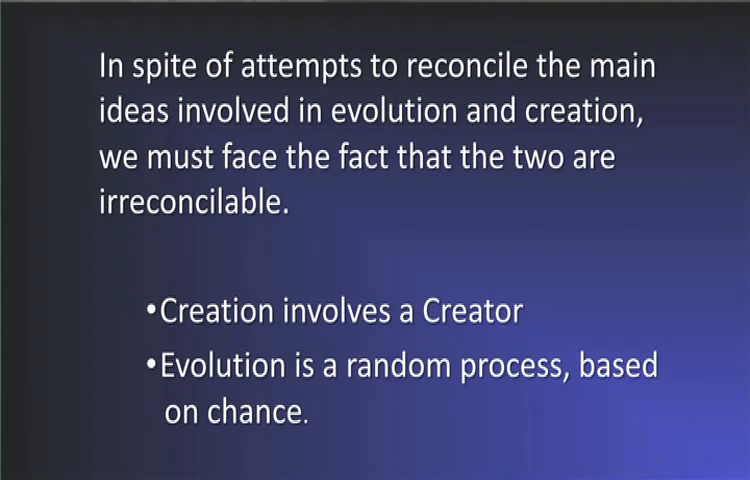 In spite of attempts to reconcile the main
ideas involved in evolution and creation,
we must face the fact that the two are
irreconcilable.
•Creation involves a Creator
•Evolution is a random process, based
on chance.